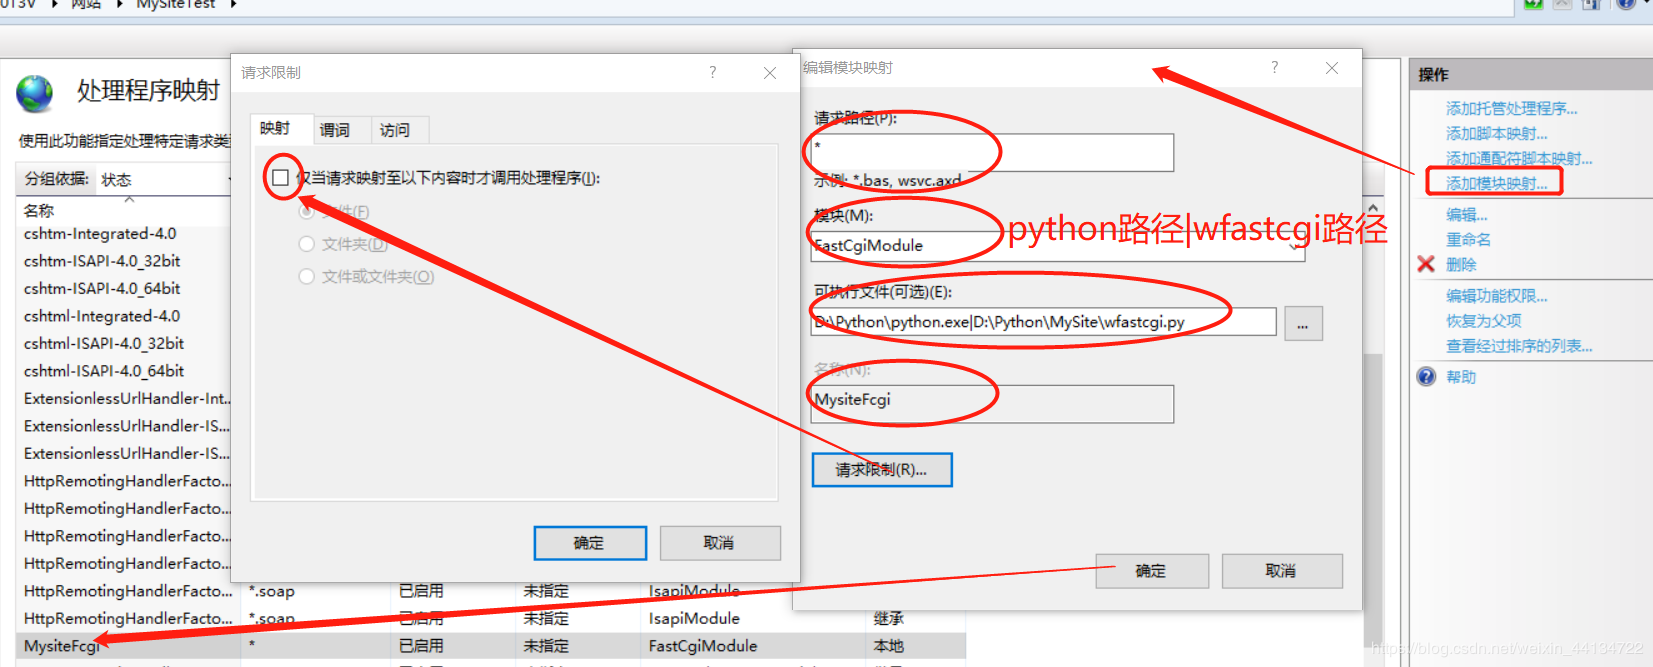 网站 ▸ MySiteTest ▸
处理程序映射
使用此功能指定处理特定请求类
分组依据: 状态
名称
cshtm-Integrated-4.0
cshtm-ISAPI-4.0_32bit
cshtm-ISAPI-4.0_64bit
cshtml-Integrated-4.0
cshtml-ISAPI-4.0_32bit
cshtml-ISAPI-4.0_64bit
ExtensionlessUrlHandler-Int...
ExtensionlessUrlHandler-IS...
ExtensionlessUrlHandler-IS...
HttpRemotingHandlerFacto...
HttpRemotingHandlerFacto...
HttpRemotingHandlerFacto...
HttpRemotingHandlerFacto...
HttpRemotingHandlerFacto... *.soap 已启用 未指定 IsapiModule
HttpRemotingHandlerFacto... *.soap 已启用 未指定 IsapiModule 继承
MysiteFcgi * 已启用 未指定 FastCgiModule 本地
请求限制
映射 谓词 访问
仅当请求映射至以下内容时才调用处理程序(I):
文件(F)
文件夹(D)
文件或文件夹(O)
确定 取消
编辑模块映射
请求路径(P):
*
示例: *.bas, wsvc.axd
模块(M):
FastCgiModule
python路径|wfastcgi路径
可执行文件(可选)(E):
D:\Python\python.exe|D:\Python\MySite\wfastcgi.py
...
名称(N):
MysiteFcgi
请求限制(R)...
确定 取消
操作
添加托管处理程序...
添加脚本映射...
添加通配符脚本映射...
添加模块映射...
编辑...
重命名
删除
编辑功能权限...
恢复为父项
查看经过排序的列表...
帮助
https://blog.csdn.net/weixin_44134722